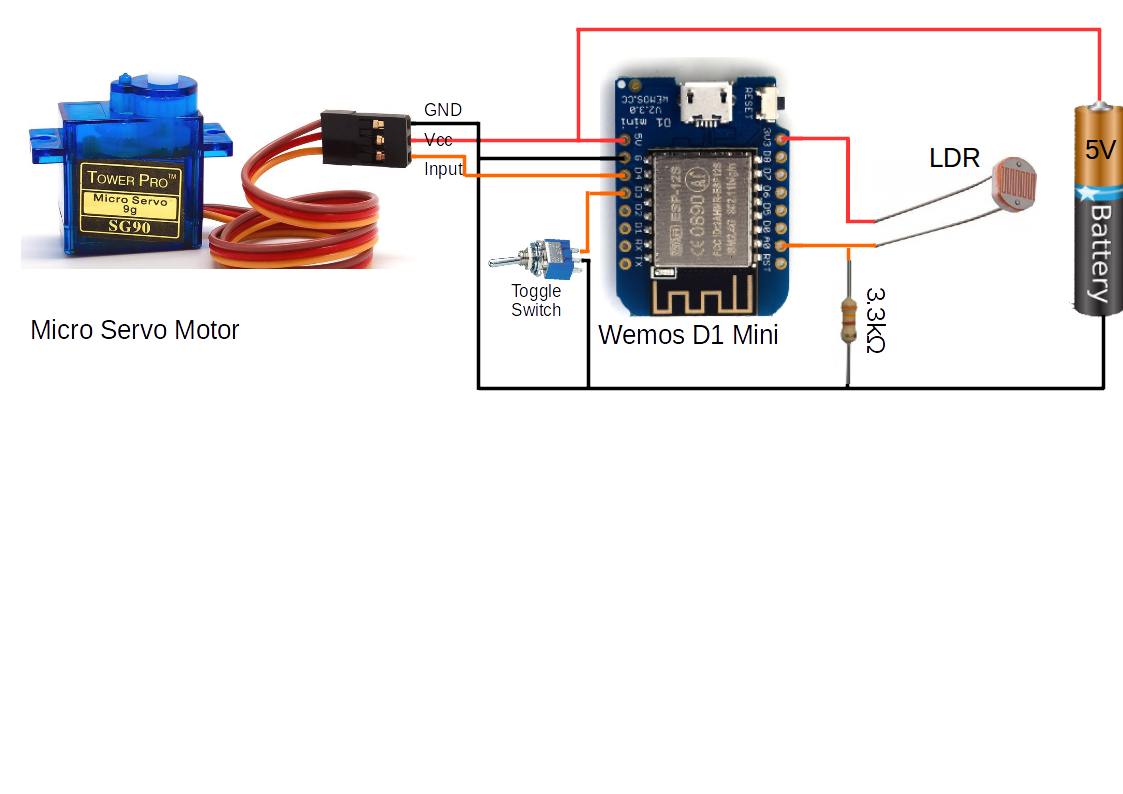 GND
Vcc
Input
TOWER PRO™
Micro Servo
9g
SG90
Micro Servo Motor
Toggle
Switch
WEMOS.CC
V2.3.0
D1
mini
RESET
5V
G
D4
D3
D2
D1
RX
TX
3V3
D8
D7
D6
D5
D0
A0
RST
ESP-12S
Wemos D1 Mini
3.3kΩ
LDR
5V
Battery